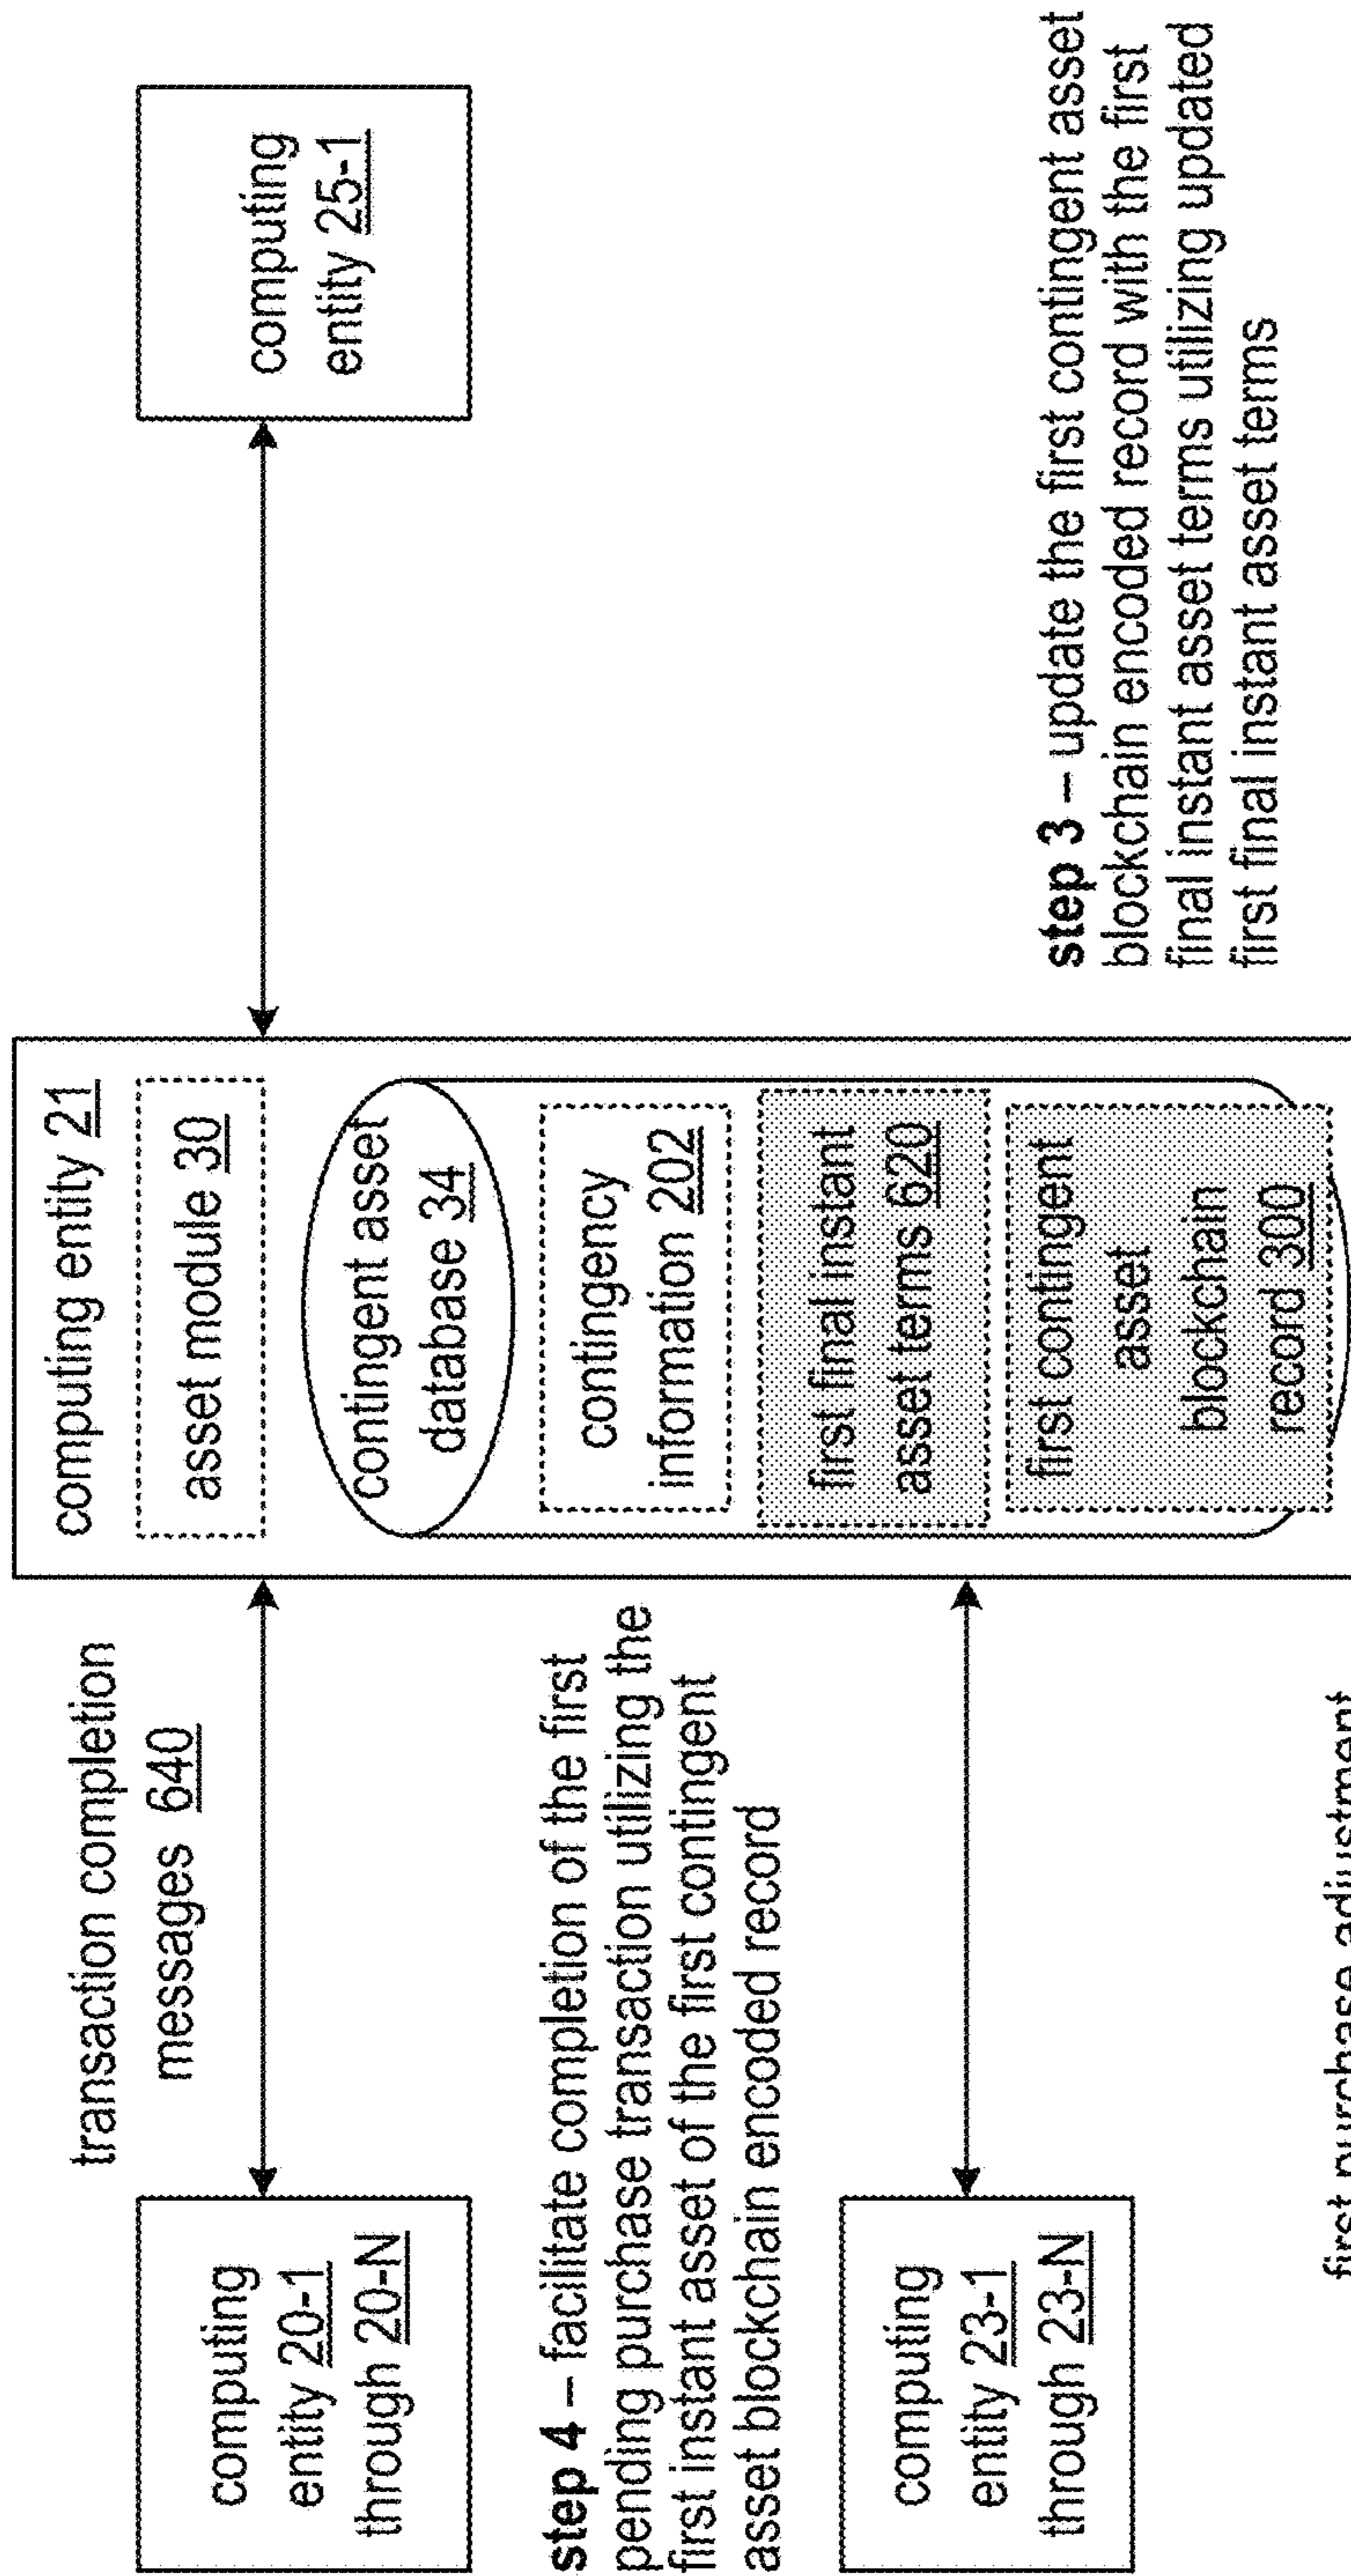 transaction completion
messages 640
computing
entity 20-1
through 20-N
step 4 – facilitate completion of the first
pending purchase transaction utilizing the
first instant asset of the first contingent
asset blockchain encoded record
computing
entity 23-1
through 23-N
first purchase adjustment
computing entity 21
asset module 30
contingent asset
database 34
contingency
information 202
first final instant
asset terms 620
first contingent
asset
blockchain
record 300
computing
entity 25-1
step 3 – update the first contingent asset
blockchain encoded record with the first
final instant asset terms utilizing updated
first final instant asset terms